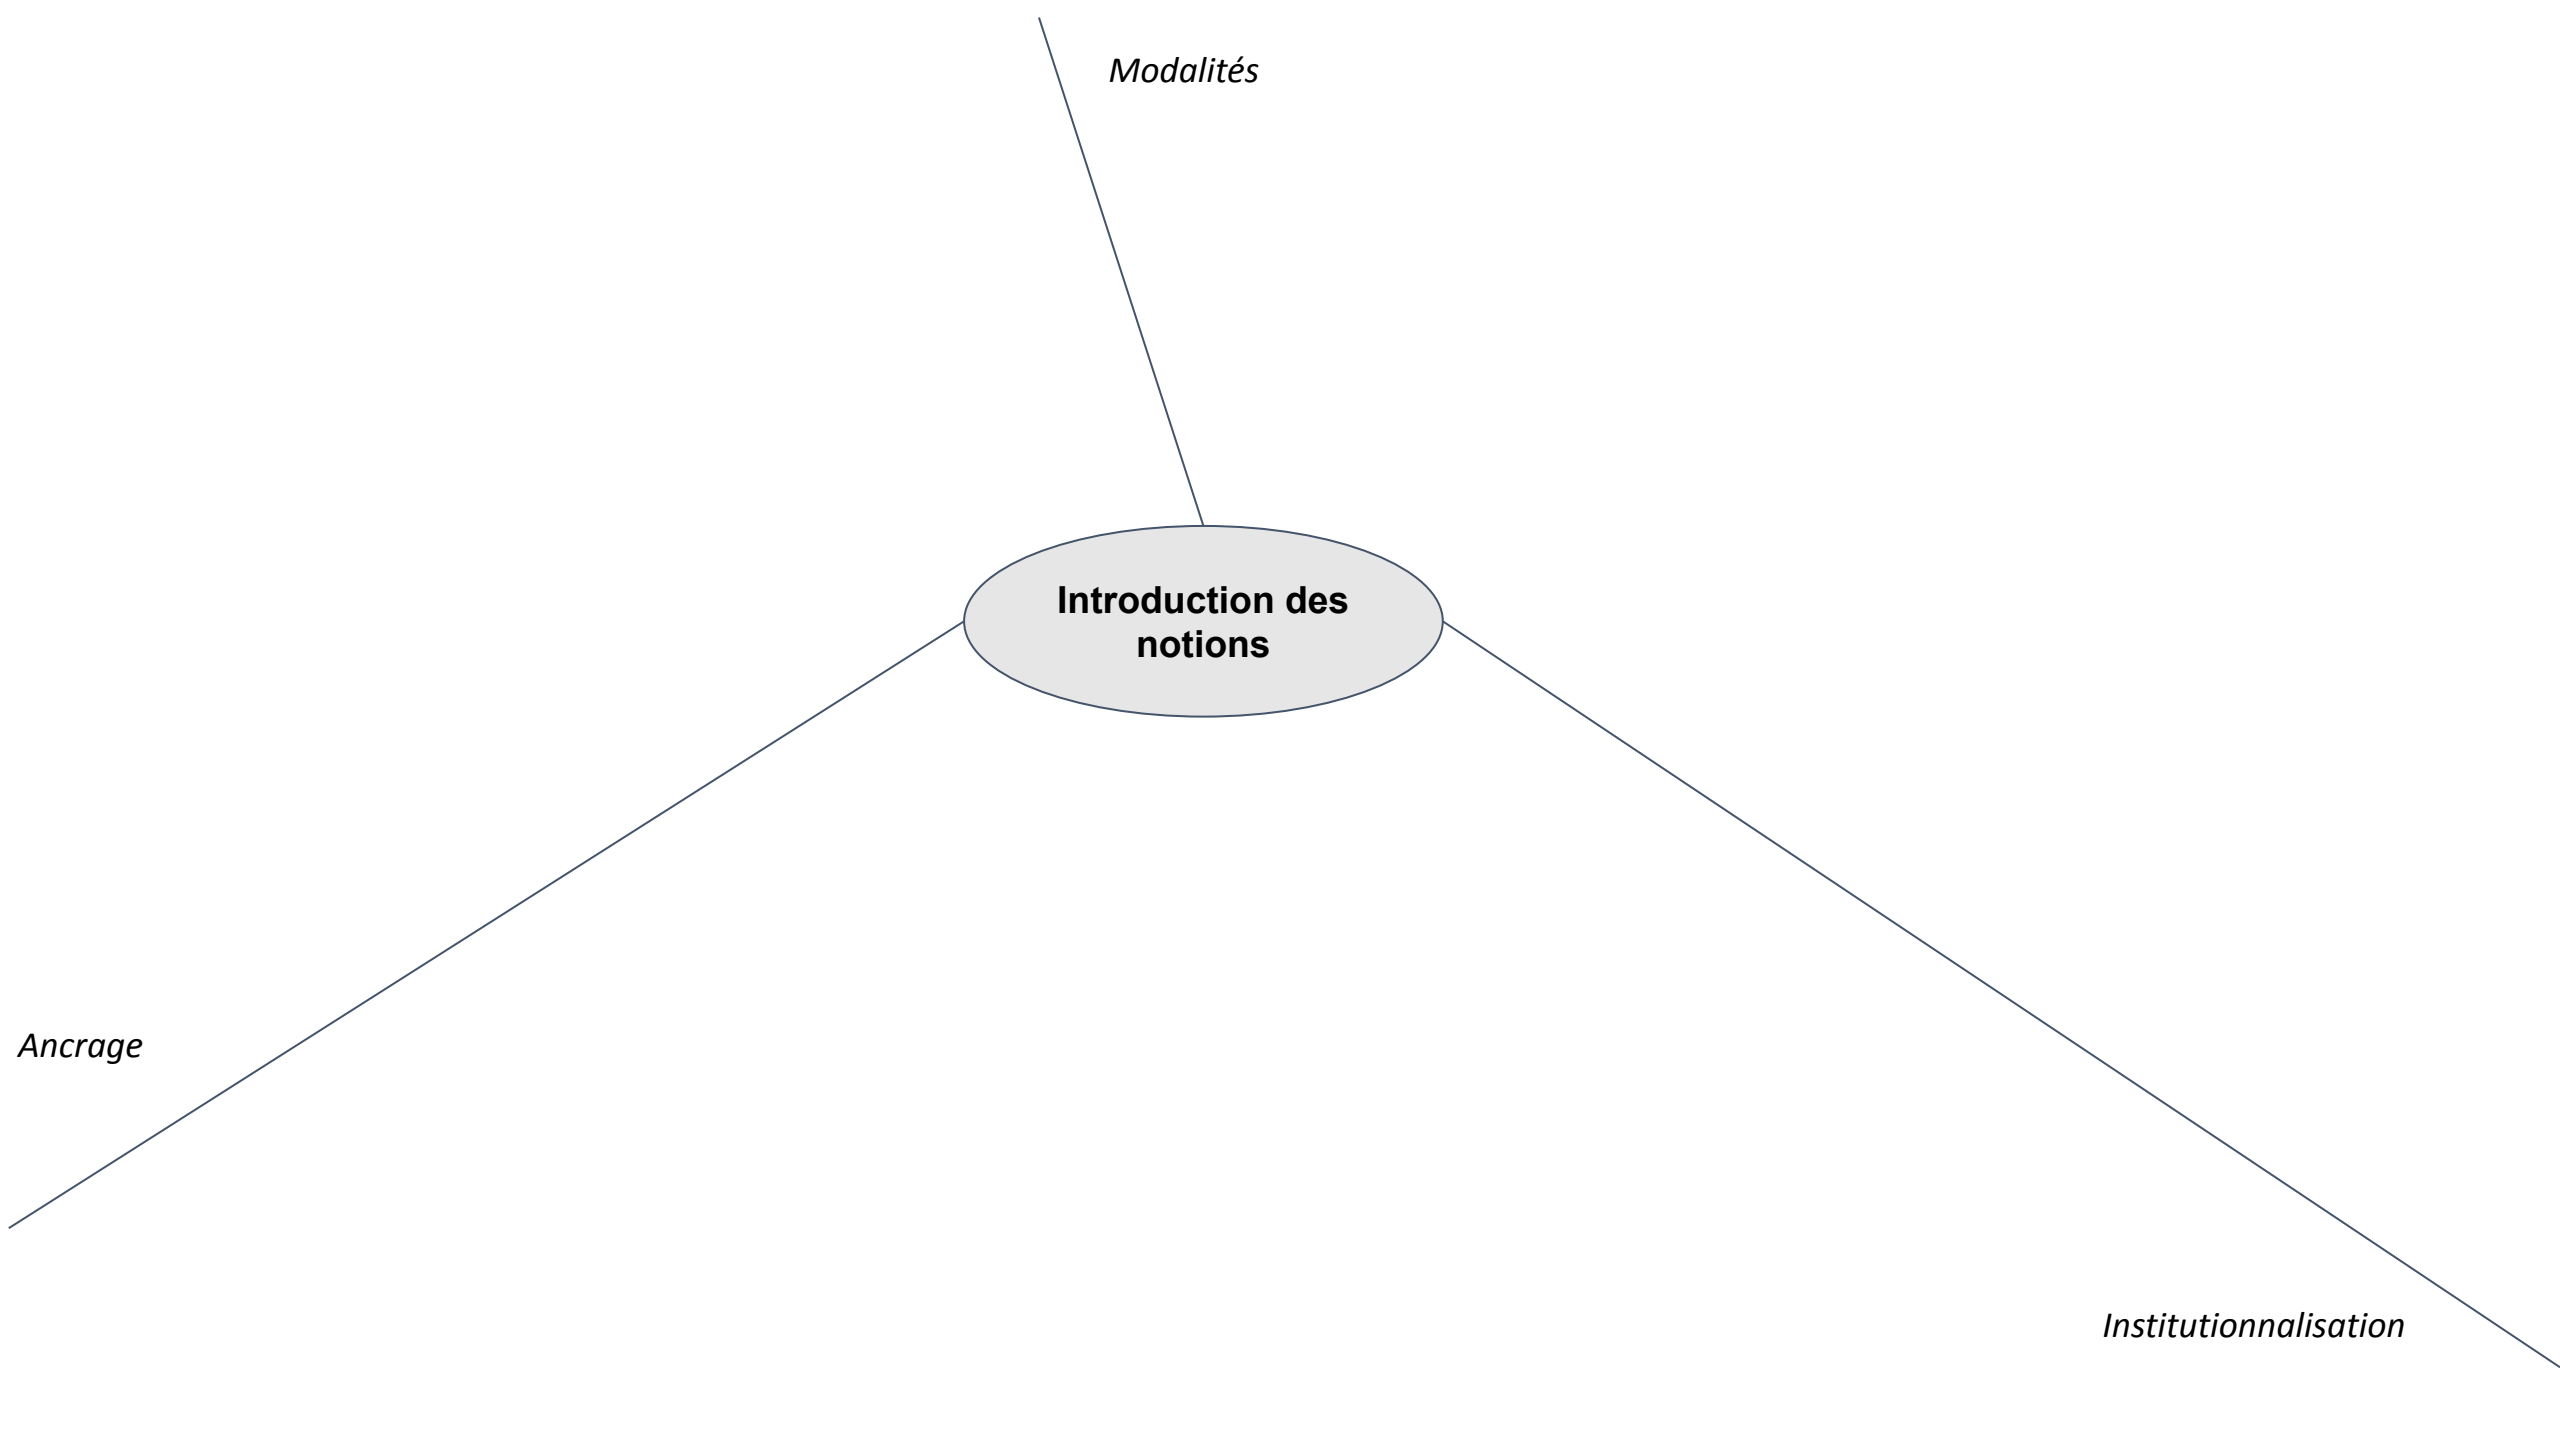 Modalités
Introduction des
notions
Ancrage
Institutionnalisation